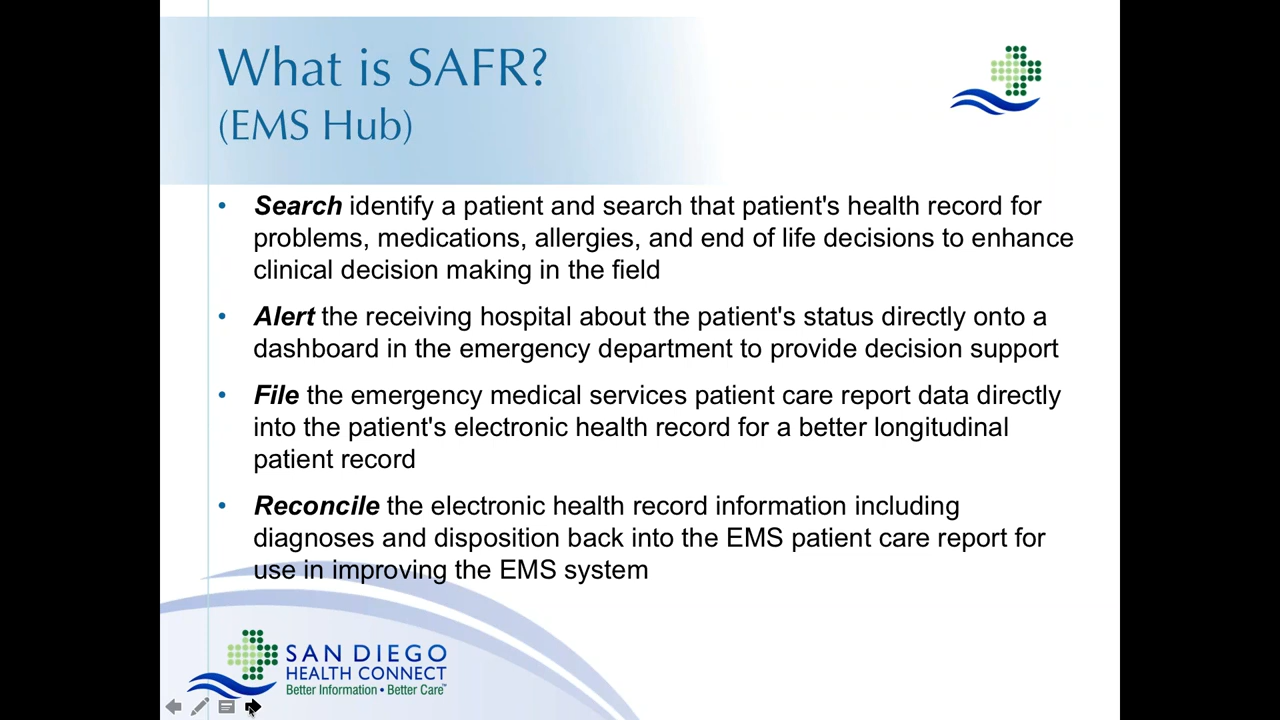 What is SAFR?
(EMS Hub)
• Search identify a patient and search that patient's health record for
problems, medications, allergies, and end of life decisions to enhance
clinical decision making in the field
• Alert the receiving hospital about the patient's status directly onto a
dashboard in the emergency department to provide decision support
• File the emergency medical services patient care report data directly
into the patient's electronic health record for a better longitudinal
patient record
• Reconcile the electronic health record information including
diagnoses and disposition back into the EMS patient care report for
use in improving the EMS system
SAN DIEGO
HEALTH CONNECT
Better Information • Better Care™